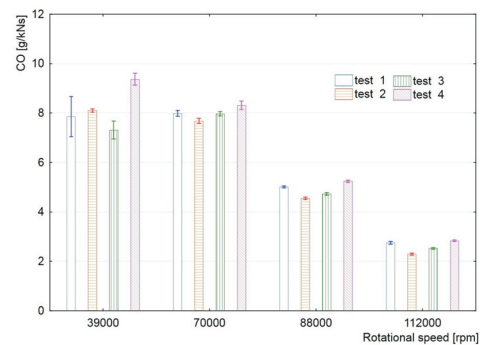 CO [g/kNs]
12
10
8
6
4
2
0
test 1
test 3
test 2
test 4
39000
70000
88000
112000
Rotational speed [rpm]